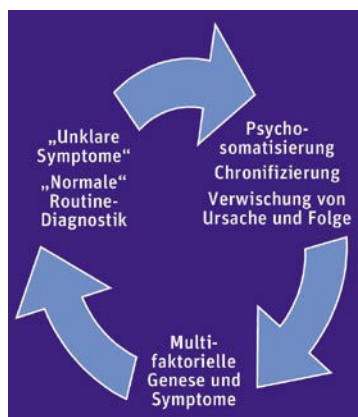 „Unklare
Symptome“
„Normale“
Routine-
Diagnostik
Psycho-
somatisierung
Chronifizierung
Verwischung von
Ursache und Folge
Multi-
faktorielle
Genese und
Symptome